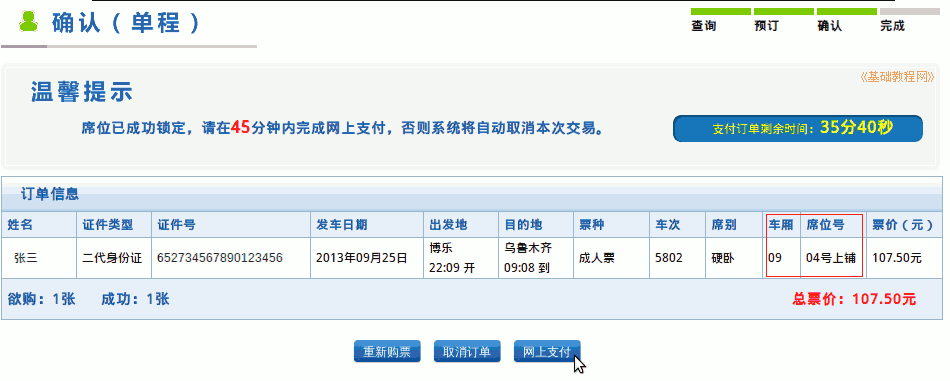 确认（单程）
查询 预订 确认 完成
《基础教程网》
温馨提示
席位已成功锁定，请在45分钟内完成网上支付，否则系统将自动取消本次交易。
支付订单剩余时间：35分40秒
订单信息
姓名 证件类型 证件号 发车日期 出发地 目的地 票种 车次 席别 车厢 席位号 票价（元）
张三 二代身份证 652734567890123456 2013年09月25日 博乐 22:09 开 乌鲁木齐 09:08 到 成人票 5802 硬卧 09 04号上铺 107.50元
欲购：1张 成功：1张 总票价：107.50元
重新购票 取消订单 网上支付